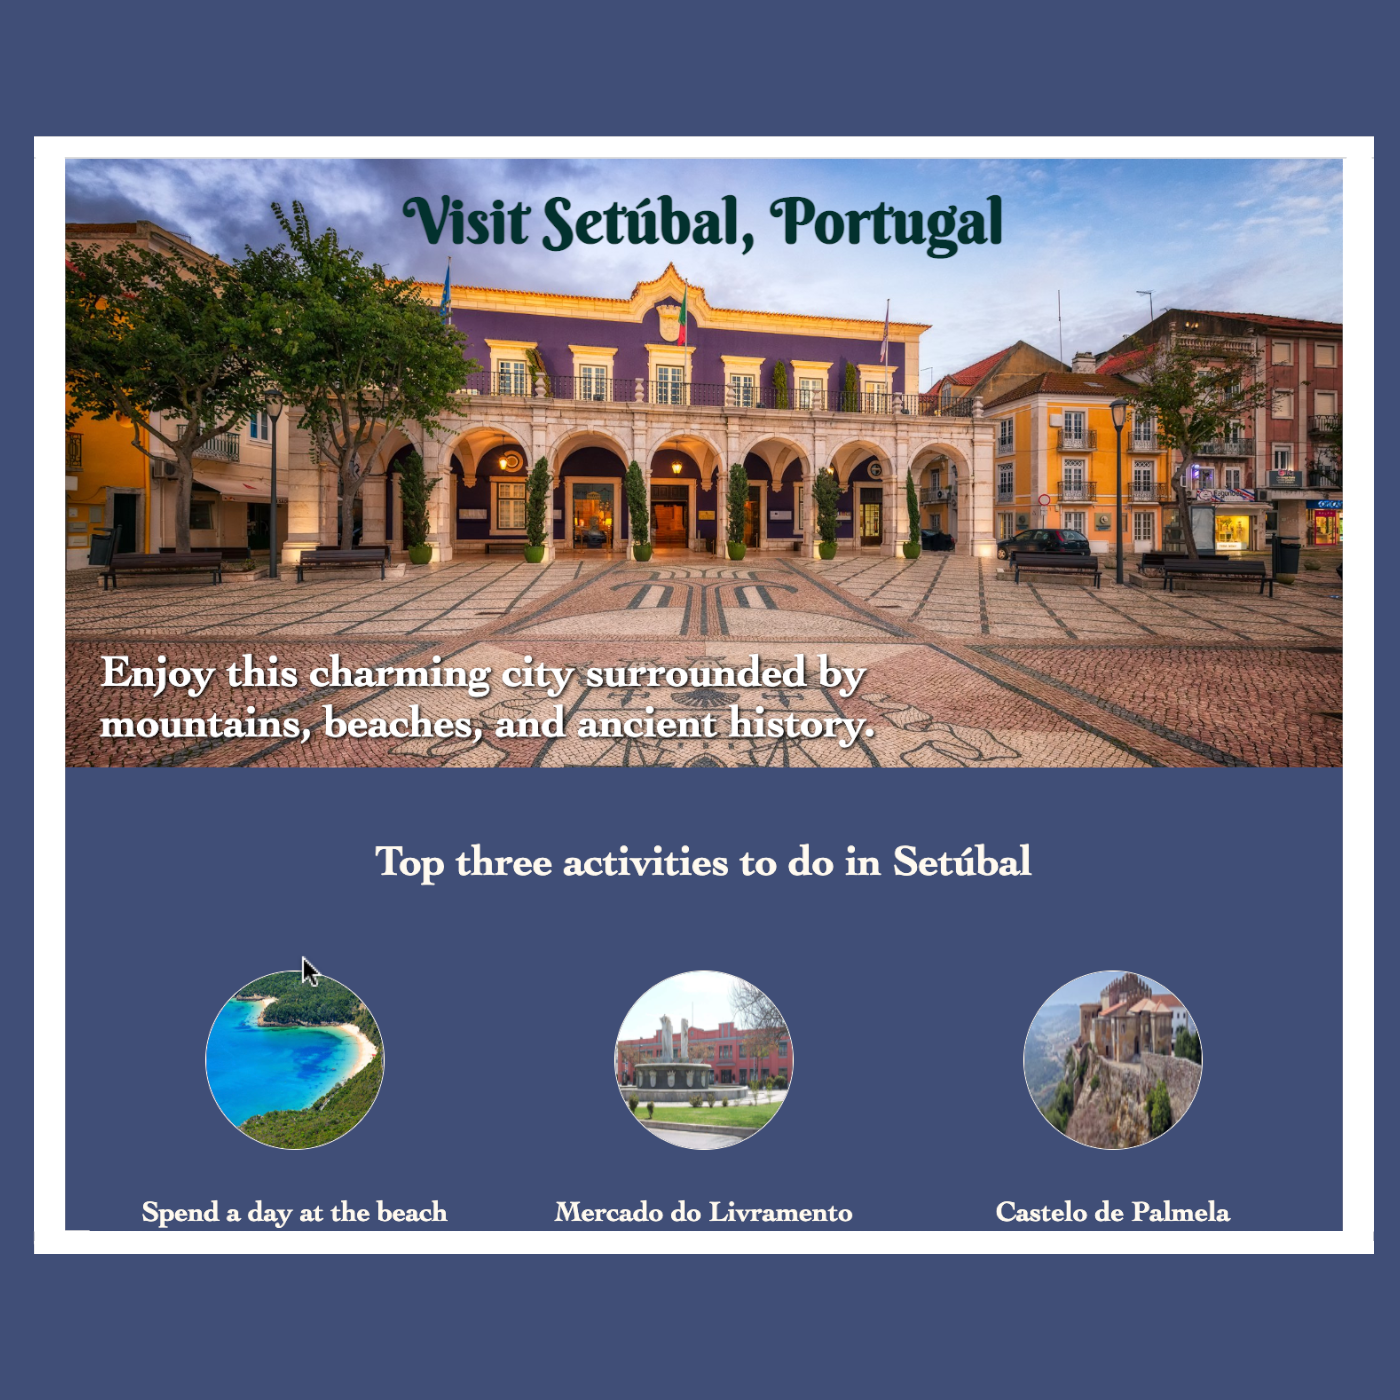 Visit Setúbal, Portugal
Enjoy this charming city surrounded by
mountains, beaches, and ancient history.
Top three activities to do in Setúbal
Spend a day at the beach
Mercado do Livramento
Castelo de Palmela